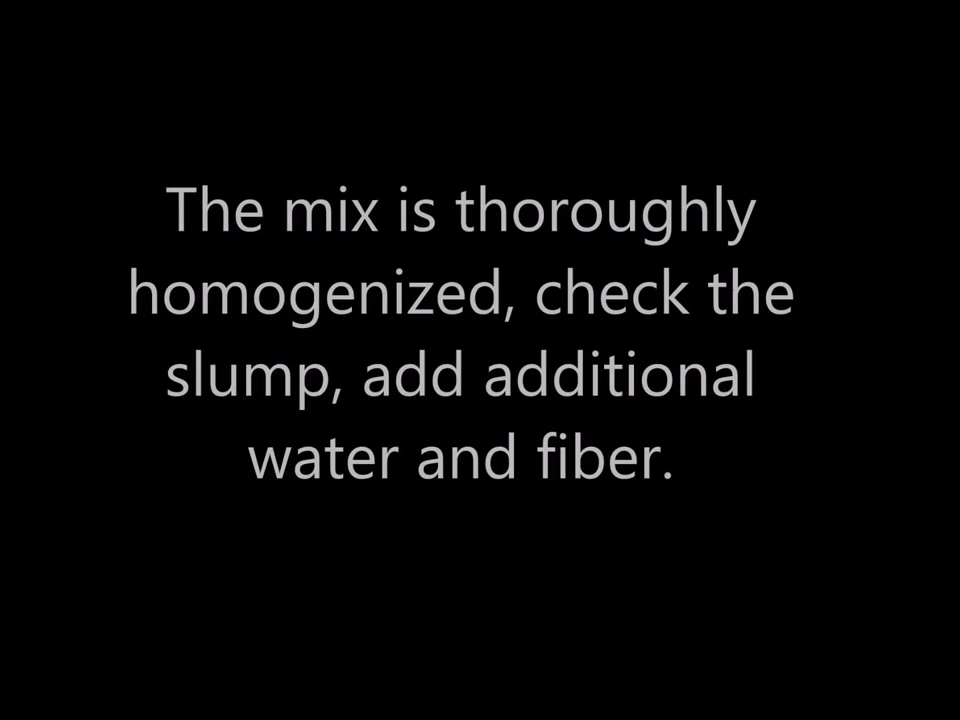 The mix is thoroughly
homogenized, check the
slump, add additional
water and fiber.